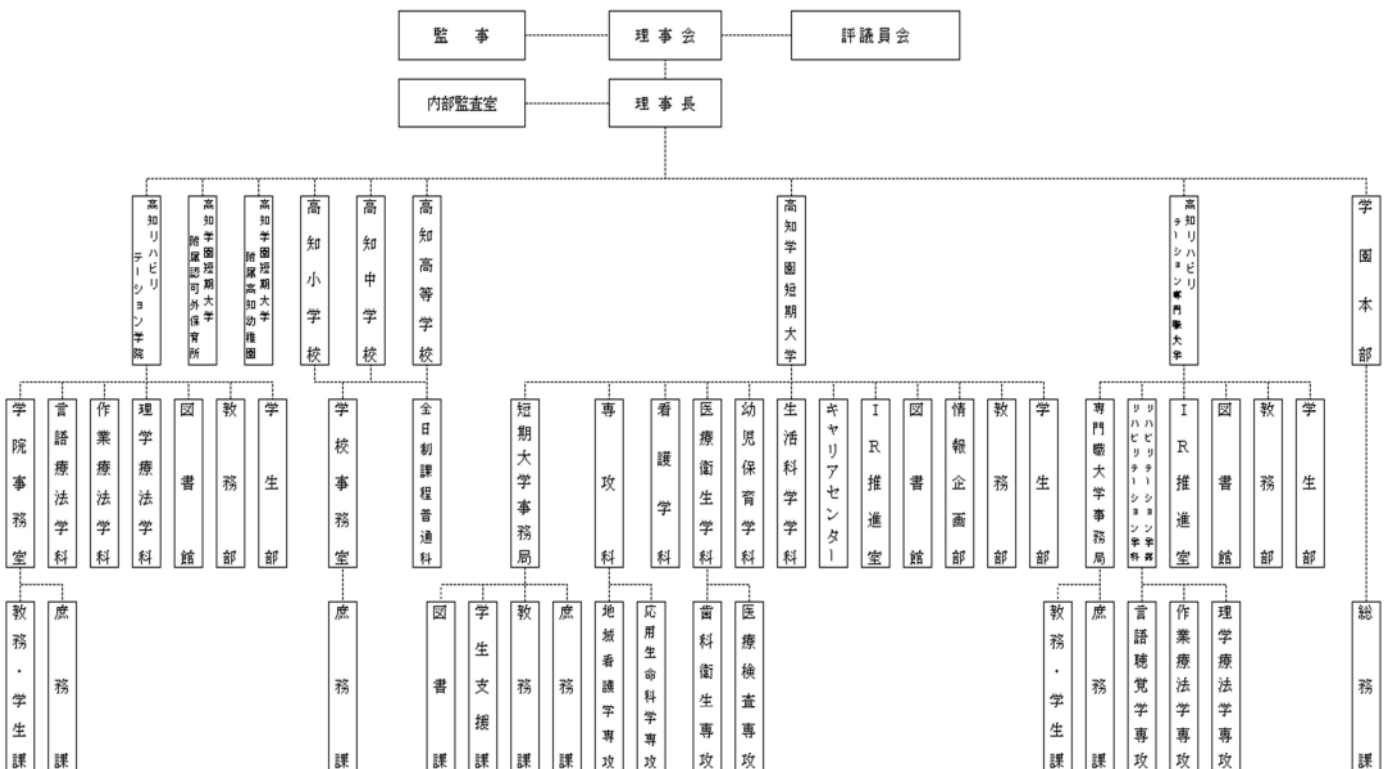 監事
理事会
評議員会
内部監査室
理事長
高知リハビリ
テーション学院
高知学園短期大学
附属認可外保育所
高知学園短期大学
附属高知幼稚園
高知小学校
高知中学校
高知高等学校
高知学園短期大学
高知リハビリ
テーション専門職大学
学園本部
学院事務室
言語療法学科
作業療法学科
理学療法学科
図書館
教務部
学生部
学校事務室
全日制課程普通科
短期大学事務局
専攻科
看護学科
医療衛生学科
幼児保育学科
生活科学学科
キャリアセンター
IR推進室
図書館
情報企画部
教務部
学生部
専門職大学事務局
リハビリテーション学部
リハビリテーション学科
IR推進室
図書館
教務部
学生部
教務・学生課
庶務課
庶務課
図書課
学生支援課
教務課
庶務課
地域看護学専攻
応用生命科学専攻
歯科衛生専攻
医療検査専攻
教務・学生課
庶務課
言語聴覚学専攻
作業療法学専攻
理学療法学専攻
総務課